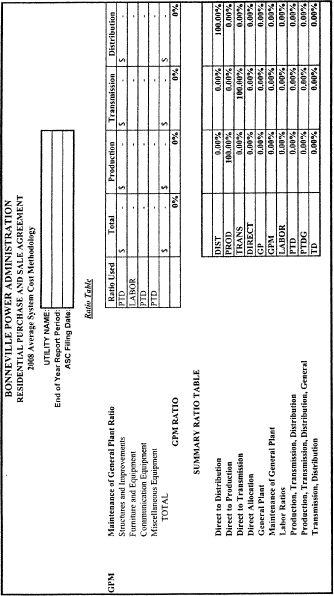 BONNEVILLE POWER ADMINISTRATION
RESIDENTIAL PURCHASE AND SALE AGREEMENT
2008 Average System Cost Methodology
UTILITY NAME:
End of Year Report Period:
ASC Filing Date:
Ratio Table
GPM Maintenance of General Plant Ratio Ratio Used Total Production Transmission Distribution
Structures and Improvements PTD $ - $ - $ - $ -
Furniture and Equipment LABOR - - - -
Communication Equipment PTD - - - -
Miscellaneous Equipment PTD - - - -
TOTAL $ - $ - $ - $ -
GPM RATIO 0% 0% 0% 0%
SUMMARY RATIO TABLE
Direct to Distribution DIST 0.00% 0.00% 100.00%
Direct to Production PROD 100.00% 0.00% 0.00%
Direct to Transmission TRANS 0.00% 100.00% 0.00%
Direct Allocation DIRECT 0.00% 0.00% 0.00%
General Plant GP 0.00% 0.00% 0.00%
Maintenance of General Plant GPM 0.00% 0.00% 0.00%
Labor Ratios LABOR 0.00% 0.00% 0.00%
Production, Transmission, Distribution PTD 0.00% 0.00% 0.00%
Production, Transmission, Distribution, General PTDG 0.00% 0.00% 0.00%
Transmission, Distribution TD 0.00% 0.00% 0.00%